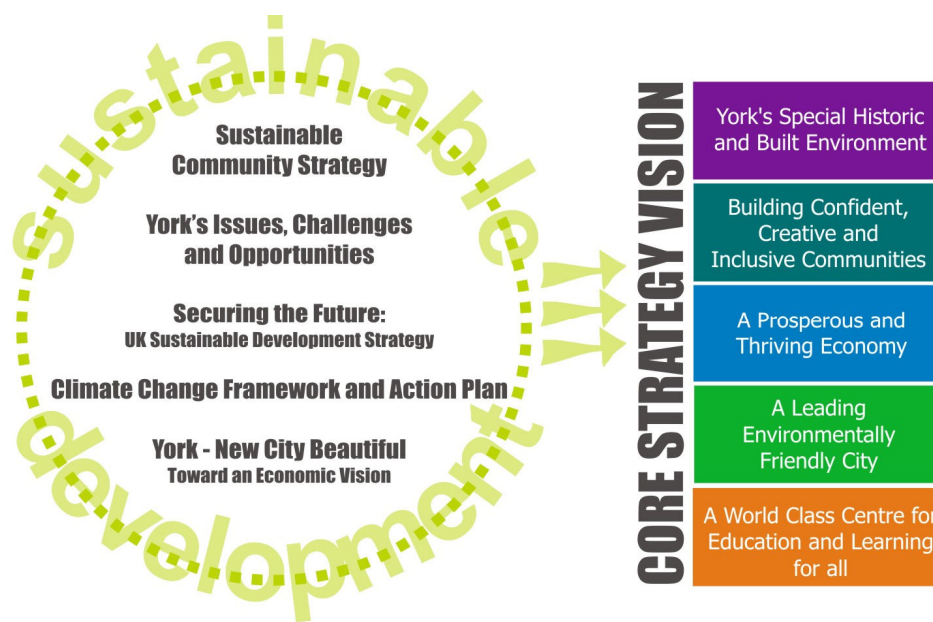 sustainable
Sustainable
Community Strategy
York's Issues, Challenges
and Opportunities
Securing the Future:
UK Sustainable Development Strategy
Climate Change Framework and Action Plan
York - New City Beautiful
Toward an Economic Vision
development
CORE STRATEGY VISION
York's Special Historic
and Built Environment
Building Confident,
Creative and
Inclusive Communities
A Prosperous and
Thriving Economy
A Leading
Environmentally
Friendly City
A World Class Centre for
Education and Learning
for all